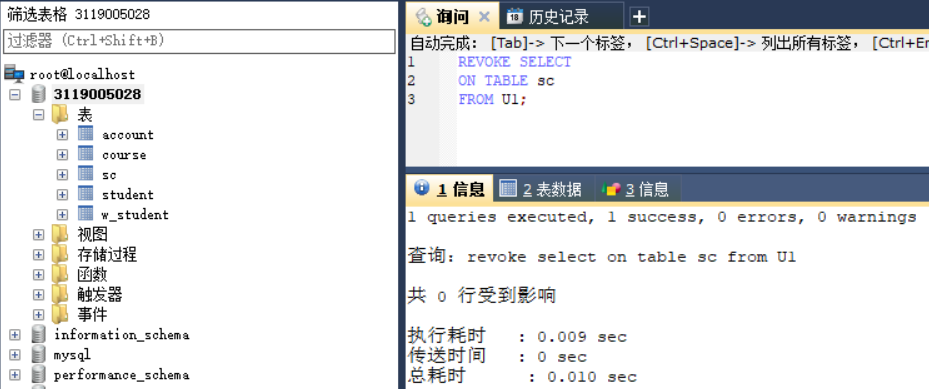 筛选表格 3119005028
过滤器 (Ctrl+Shift+B)
root@localhost
3119005028
表
account
course
sc
student
w_student
视图
存储过程
函数
触发器
事件
information_schema
mysql
performance_schema
询问
历史记录
自动完成: [Tab]-> 下一个标签, [Ctrl+Space]-> 列出所有标签, [Ctrl+En
1 REVOKE SELECT
2 ON TABLE sc
3 FROM U1;
1 信息 2 表数据 3 信息
1 queries executed, 1 success, 0 errors, 0 warnings
查询: revoke select on table sc from U1
共 0 行受到影响
执行耗时 : 0.009 sec
传送时间 : 0 sec
总耗时 : 0.010 sec